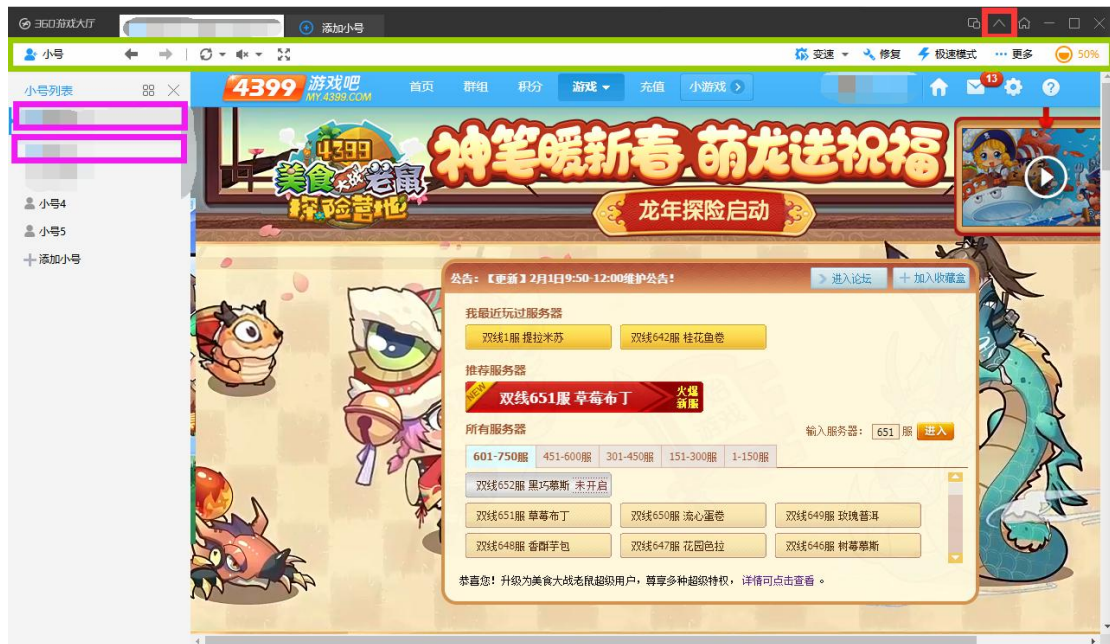 360游戏大厅
添加小号
小号
变速
修复
极速模式
更多
50%
小号列表
4399 游戏吧
MY.4399.COM
首页
群组
积分
游戏
充值
小游戏
13
小号4
小号5
添加小号
4399
美食大战老鼠
探险营地
神笔暖新春 萌龙送祝福
龙年探险启动
公告:【更新】2月1日9:50-12:00维护公告!
进入论坛
加入收藏盒
我最近玩过服务器
双线1服 提拉米苏
双线642服 桂花鱼卷
推荐服务器
NEW
双线651服 草莓布丁
火爆新服
所有服务器
输入服务器: 651 服 进入
601-750服
451-600服
301-450服
151-300服
1-150服
双线652服 黑巧慕斯 未开启
双线651服 草莓布丁
双线650服 流心蛋卷
双线649服 玫瑰普洱
双线648服 香酥芋包
双线647服 花园色拉
双线646服 树莓慕斯
恭喜您！升级为美食大战老鼠超级用户，尊享多种超级特权，详情可点击查看。